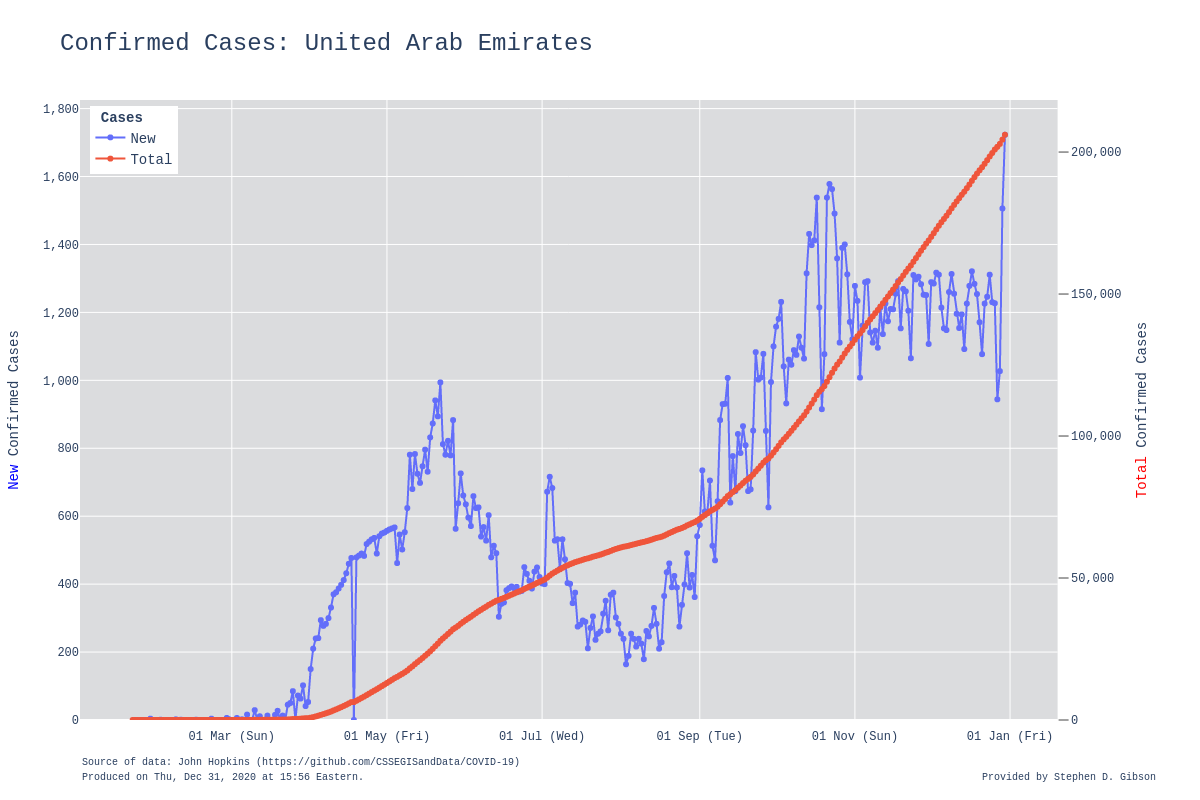 Confirmed Cases: United Arab Emirates
Cases
New
Total
1,800
1,600
1,400
1,200
1,000
800
600
400
200
0
200,000
150,000
100,000
50,000
0
New Confirmed Cases
Total Confirmed Cases
01 Mar (Sun) 01 May (Fri) 01 Jul (Wed) 01 Sep (Tue) 01 Nov (Sun) 01 Jan (Fri)
Source of data: John Hopkins (https://github.com/CSSEGISandData/COVID-19)
Produced on Thu, Dec 31, 2020 at 15:56 Eastern.
Provided by Stephen D. Gibson